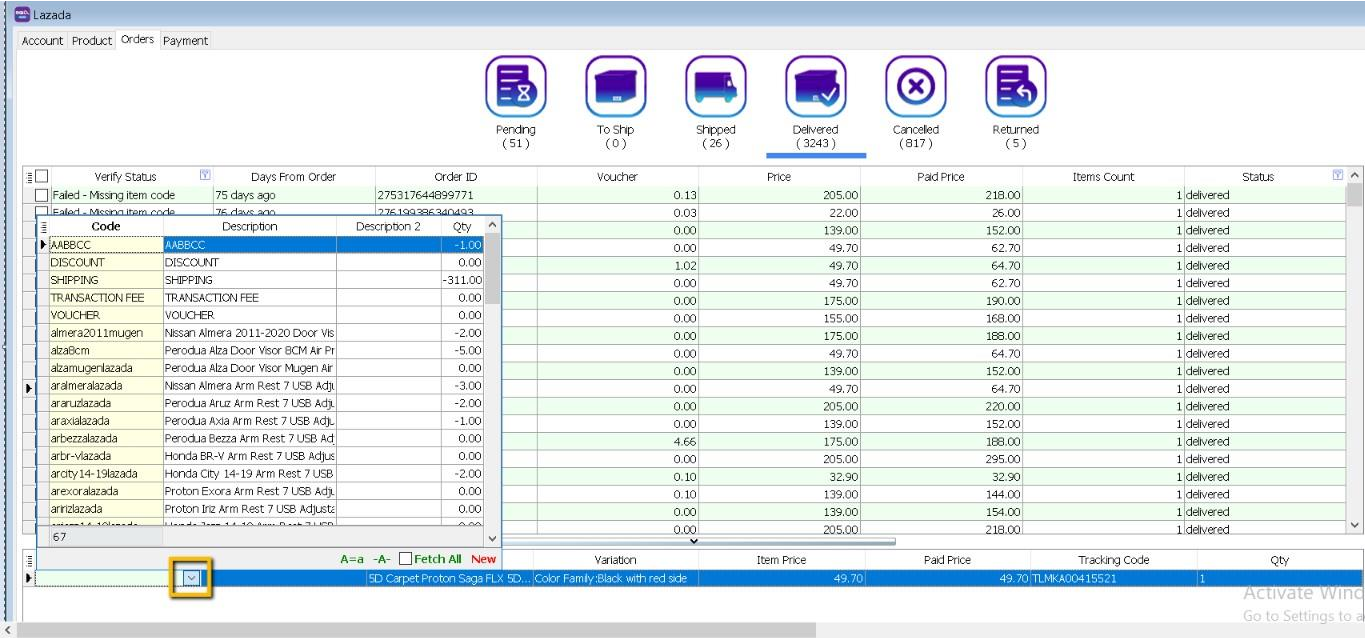 Lazada
Account Product Orders Payment
Pending To Ship Shipped Delivered Cancelled Returned
( 51 ) ( 0 ) ( 26 ) ( 3243 ) ( 817 ) ( 5 )
Verify Status Days From Order Order ID Voucher Price Paid Price Items Count Status
Failed - Missing item code 75 days ago 275317644899771 0.13 205.00 218.00 1 delivered
Failed - Missing item code 76 days ago 276199386340493 0.03 22.00 26.00 1 delivered
0.00 139.00 152.00 1 delivered
0.00 49.70 62.70 1 delivered
1.02 49.70 64.70 1 delivered
0.00 49.70 62.70 1 delivered
0.00 175.00 190.00 1 delivered
0.00 155.00 168.00 1 delivered
0.00 175.00 188.00 1 delivered
0.00 49.70 64.70 1 delivered
0.00 139.00 152.00 1 delivered
0.00 49.70 64.70 1 delivered
0.00 205.00 220.00 1 delivered
0.00 139.00 152.00 1 delivered
4.66 175.00 188.00 1 delivered
0.00 205.00 295.00 1 delivered
0.10 32.90 32.90 1 delivered
0.10 139.00 144.00 1 delivered
0.00 139.00 154.00 1 delivered
0.00 205.00 218.00 1 delivered
Code Description Description 2 Qty
AABBCC AABBCC -1.00
DISCOUNT DISCOUNT 0.00
SHIPPING SHIPPING -311.00
TRANSACTION FEE TRANSACTION FEE 0.00
VOUCHER VOUCHER 0.00
almera2011mugen Nissan Almera 2011-2020 Door Vis -2.00
alza8cm Perodua Alza Door Visor 8CM Air Pr -5.00
alzamugenlazada Perodua Alza Door Visor Mugen Air 0.00
aralmeralazada Nissan Almera Arm Rest 7 USB Adju -3.00
araruzlazada Perodua Aruz Arm Rest 7 USB Adju -2.00
araxialazada Perodua Axia Arm Rest 7 USB Adju -1.00
arbezzalazada Perodua Bezza Arm Rest 7 USB Ad 0.00
arbr-vlazada Honda BR-V Arm Rest 7 USB Adjus 0.00
arcity14-19lazada Honda City 14-19 Arm Rest 7 USB -2.00
arexoralazada Proton Exora Arm Rest 7 USB Adju 0.00
aririzlazada Proton Iriz Arm Rest 7 USB Adjusta 0.00
67
A=a -A- Fetch All New
Variation Item Price Paid Price Tracking Code Qty
5D Carpet Proton Saga FLX 5D... Color Family:Black with red side 49.70 49.70 TLMKA00415521 1
Activate Wind
Go to Settings to a